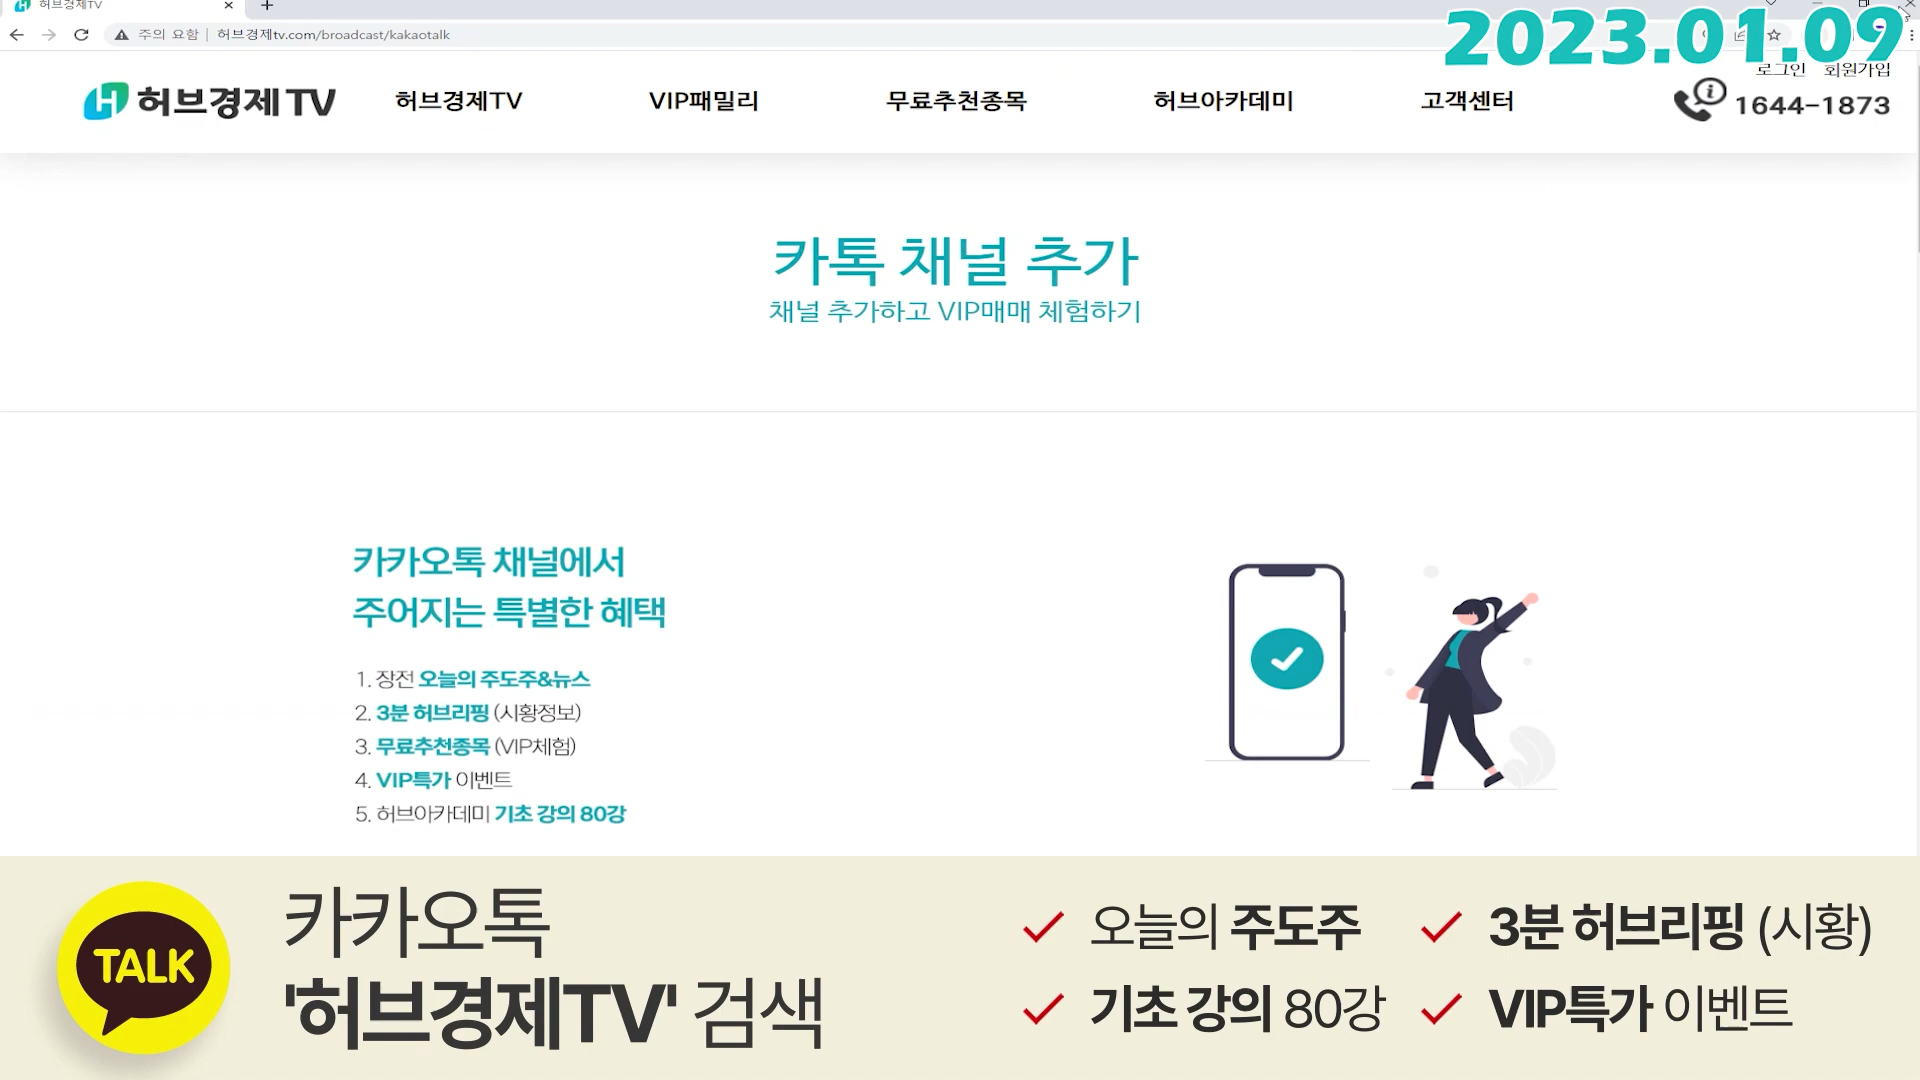 허브경제TV
주의 요함 | 허브경제tv.com/broadcast/kakaotalk
2023.01.09
로그인 회원가입
허브경제TV
허브경제TV VIP패밀리 무료추천종목 허브아카데미 고객센터
1644-1873
카톡 채널 추가
채널 추가하고 VIP매매 체험하기
카카오톡 채널에서
주어지는 특별한 혜택
1. 장전 오늘의 주도주&뉴스
2. 3분 허브리핑 (시황정보)
3. 무료추천종목 (VIP체험)
4. VIP특가 이벤트
5. 허브아카데미 기초 강의 80강
TALK
카카오톡
'허브경제TV' 검색
오늘의 주도주
3분 허브리핑 (시황)
기초 강의 80강
VIP특가 이벤트